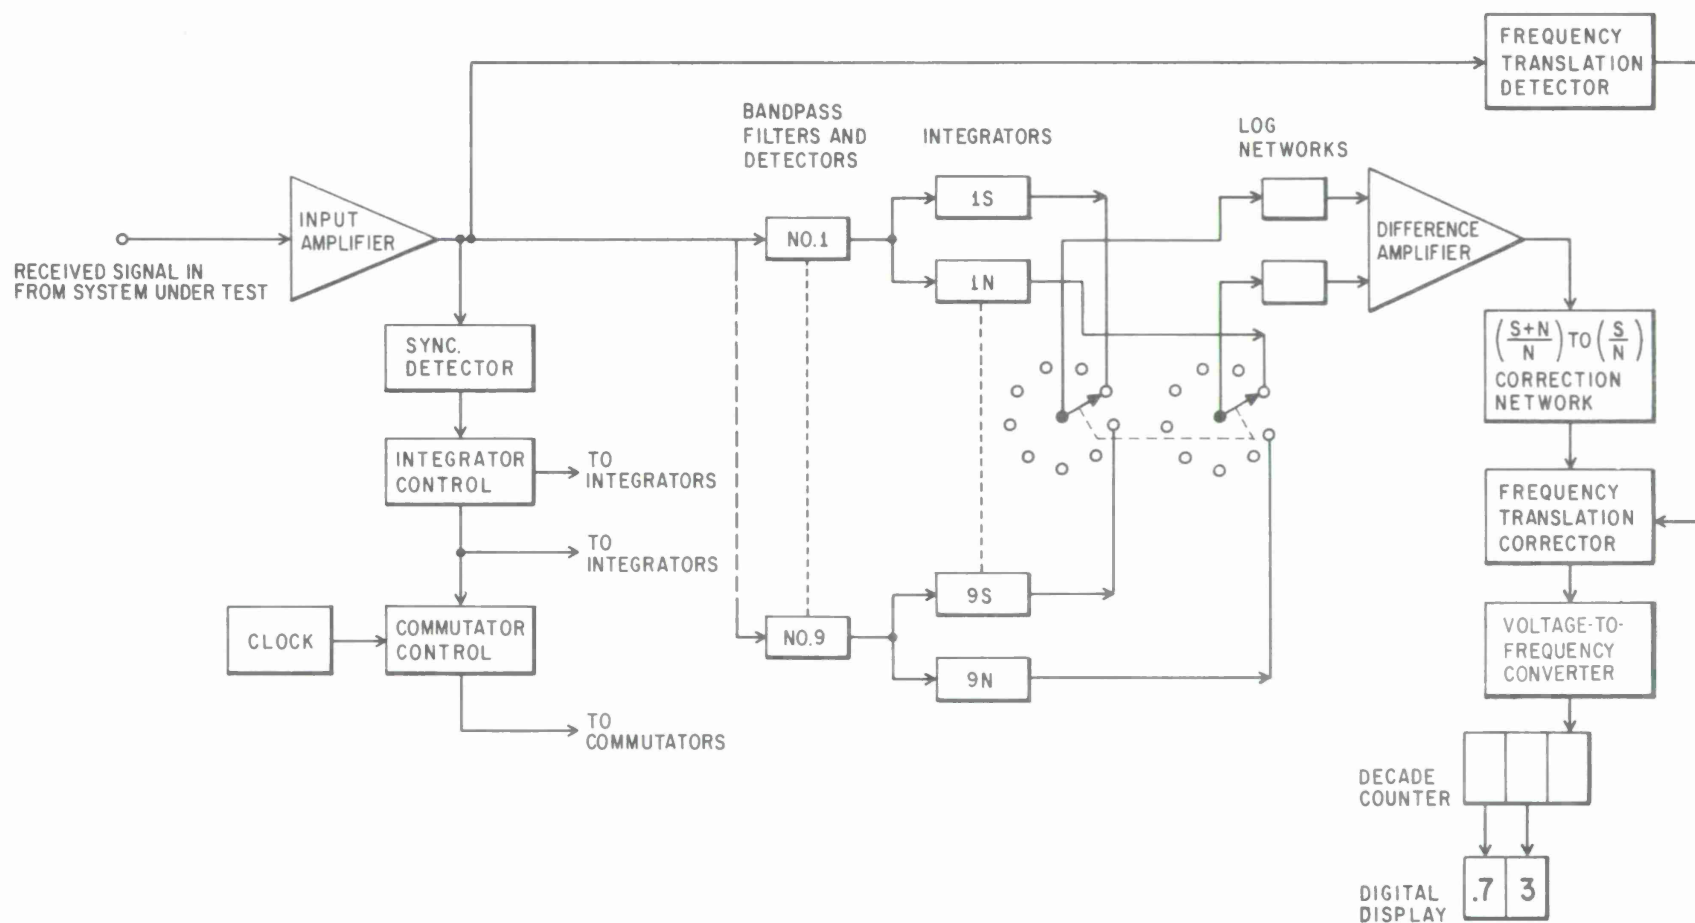 FREQUENCY
TRANSLATION
DETECTOR
BANDPASS
FILTERS AND
DETECTORS
INTEGRATORS
LOG
NETWORKS
INPUT
AMPLIFIER
RECEIVED SIGNAL IN
FROM SYSTEM UNDER TEST
NO.1
1S
1N
DIFFERENCE
AMPLIFIER
SYNC.
DETECTOR
(S+N/N) TO (S/N)
CORRECTION
NETWORK
INTEGRATOR
CONTROL
TO
INTEGRATORS
TO
INTEGRATORS
FREQUENCY
TRANSLATION
CORRECTOR
CLOCK
COMMUTATOR
CONTROL
TO
COMMUTATORS
NO.9
9S
9N
VOLTAGE-TO-
FREQUENCY
CONVERTER
DECADE
COUNTER
DIGITAL
DISPLAY
.7 3